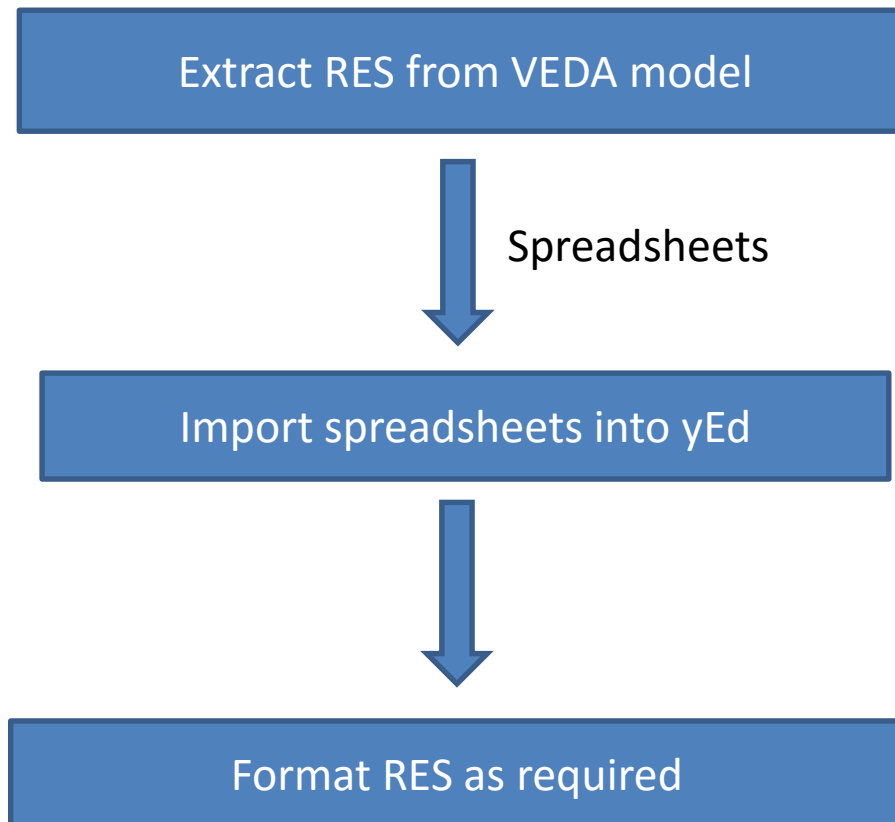 Extract RES from VEDA model
Spreadsheets
Import spreadsheets into yEd
Format RES as required